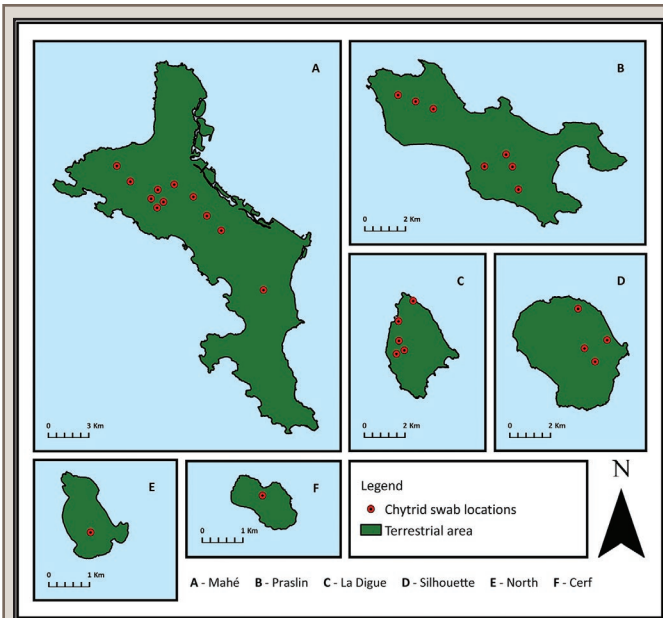 A
0 3 Km
B
0 2 Km
C
0 2 Km
D
0 2 Km
E
0 1 Km
F
0 1 Km
Legend
Chytrid swab locations
Terrestrial area
N
A - Mahé B - Praslin C - La Digue D - Silhouette E - North F - Cerf